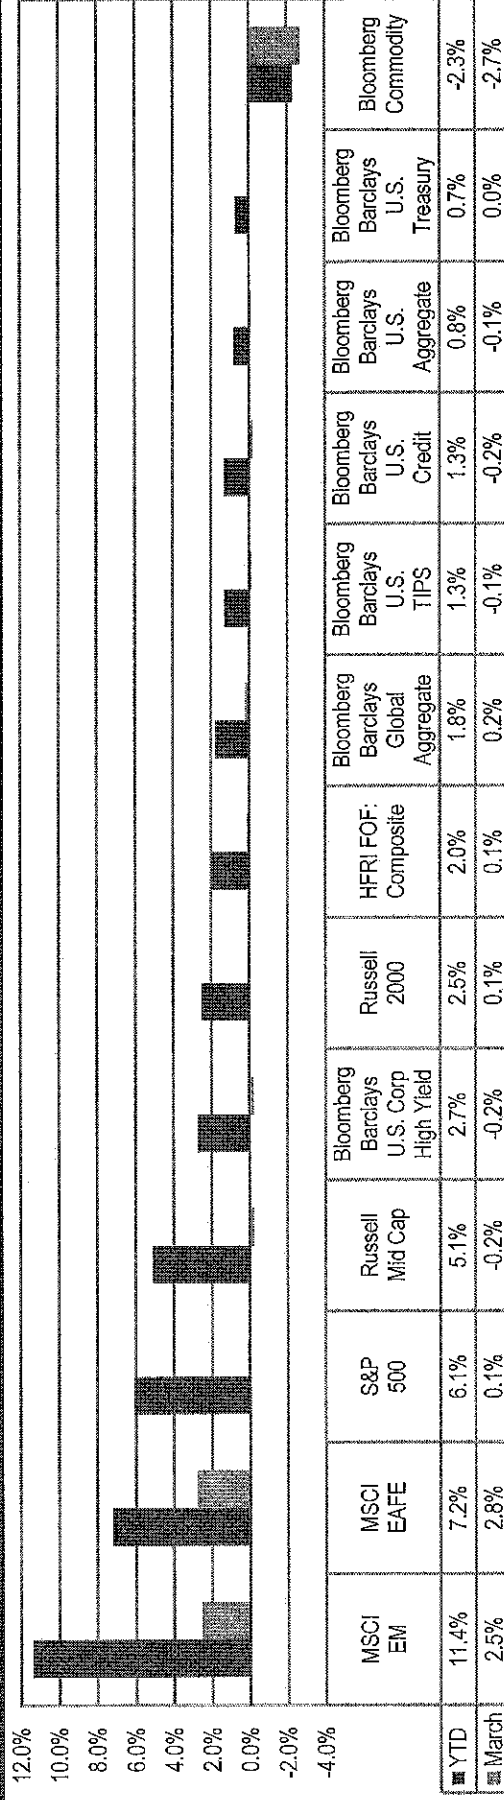 12.0%
10.0%
8.0%
6.0%
4.0%
2.0%
0.0%
-2.0%
-4.0%
MSCI
EM
MSCI
EAFE
S&P
500
Russell
Mid Cap
Bloomberg
Barclays
U.S. Corp
High Yield
Russell
2000
HFRI FOF:
Composite
Bloomberg
Barclays
Global
Aggregate
Bloomberg
Barclays
U.S.
TIPS
Bloomberg
Barclays
U.S.
Credit
Bloomberg
Barclays
U.S.
Aggregate
Bloomberg
Barclays
U.S.
Treasury
Bloomberg
Commodity
YTD 11.4% 7.2% 6.1% 5.1% 2.7% 2.5% 2.0% 1.8% 1.3% 1.3% 0.8% 0.7% -2.3%
March 2.5% 2.8% 0.1% -0.2% -0.2% 0.1% 0.1% 0.2% -0.1% -0.2% -0.1% 0.0% -2.7%